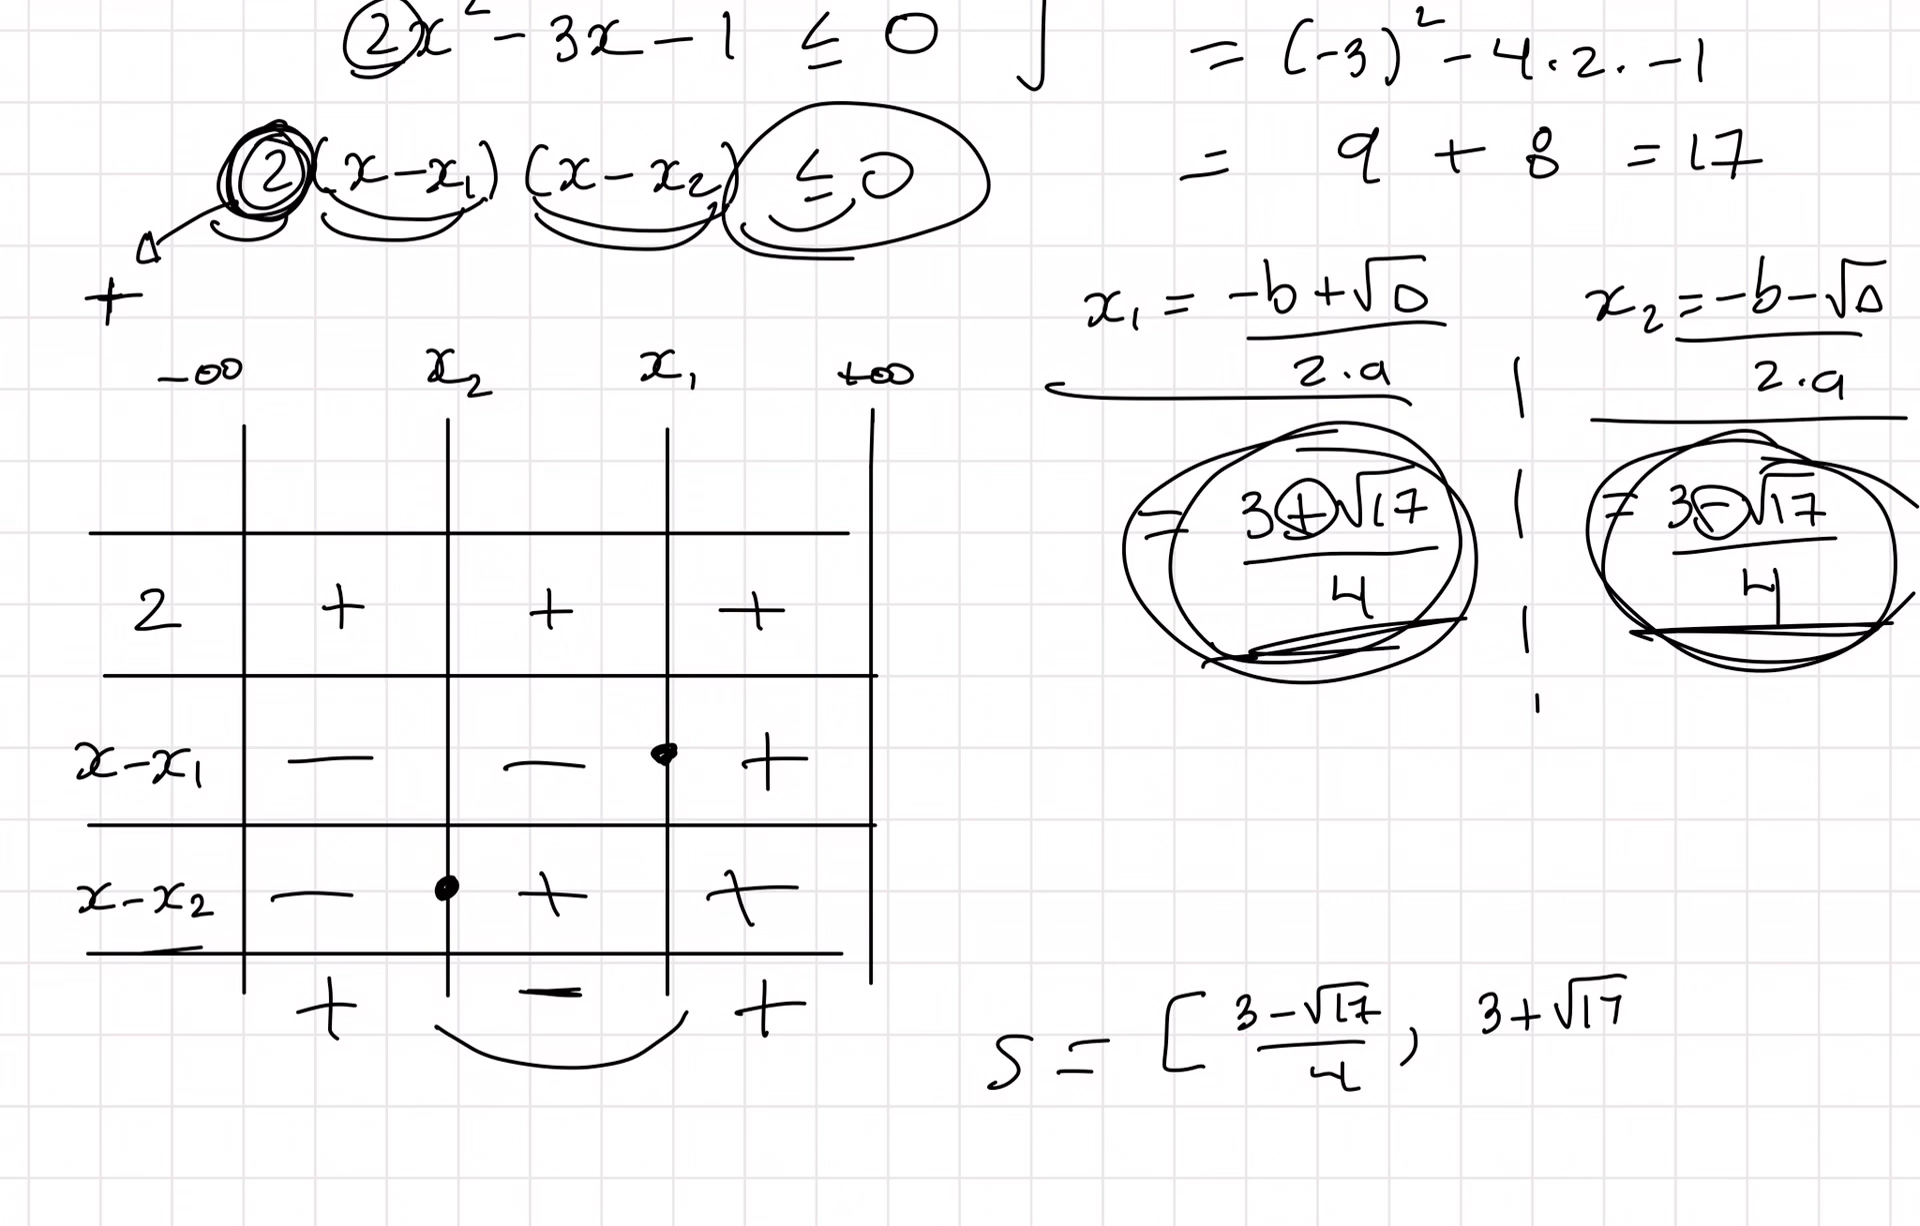 2x² - 3x - 1 ≤ 0
= (-3)² - 4.2.-1
2(x-x₁)(x-x₂) ≤ 0
= 9 + 8 = 17
+
x₁ = (-b+√Δ)/(2.a)
x₂ = (-b-√Δ)/(2.a)
-∞ x₂ x₁ +∞
= (3+√17)/4
= (3-√17)/4
2 + + +
x-x₁ - - +
x-x₂ - + +
+ - +
S = [(3-√17)/4, 3+√17